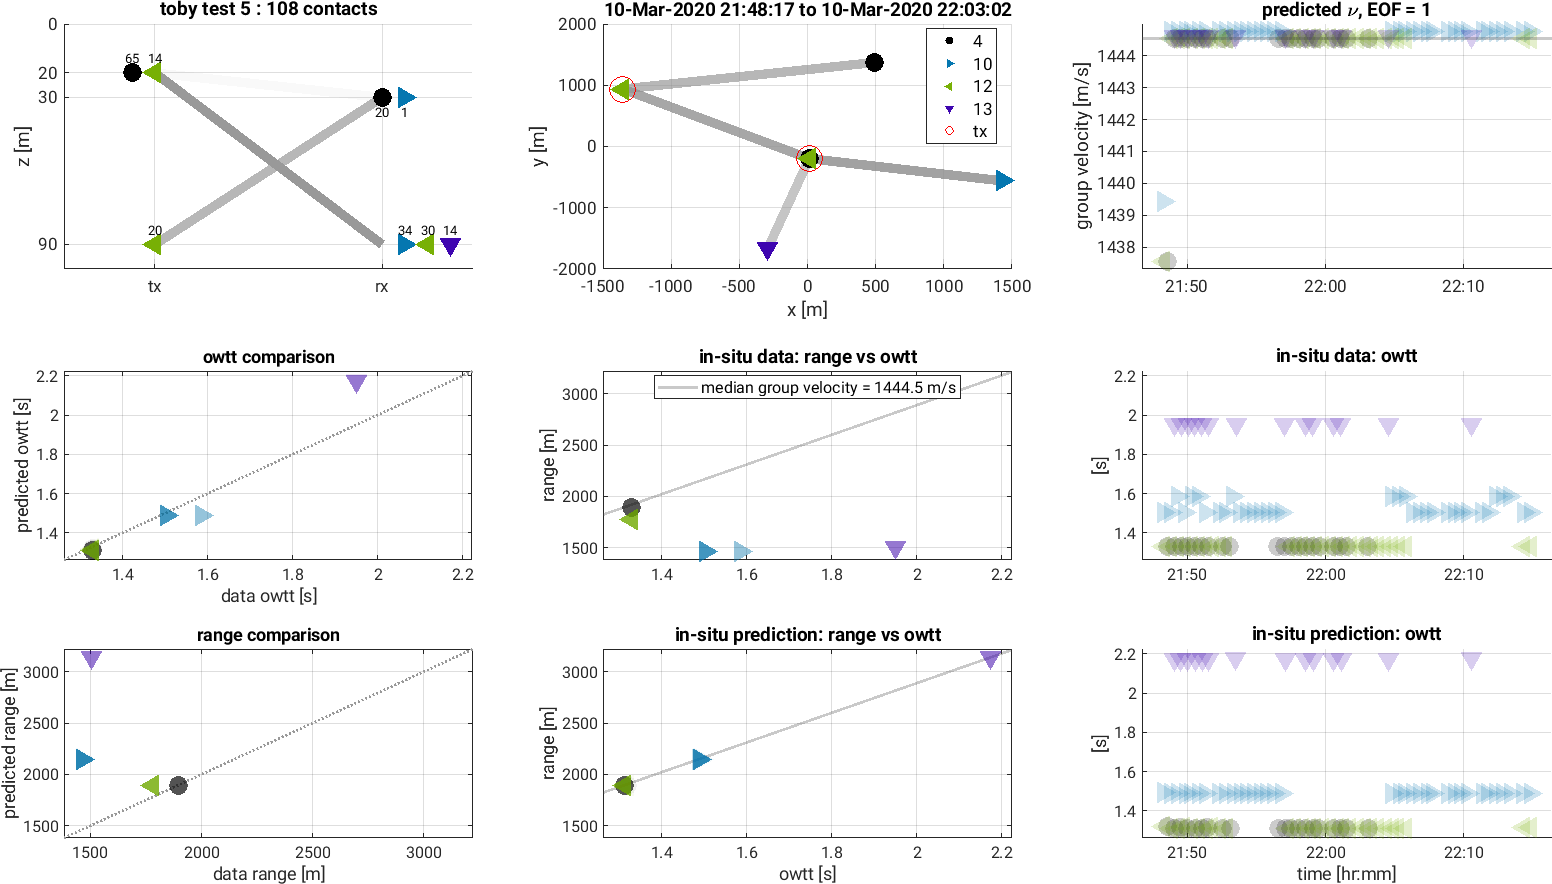 toby test 5 : 108 contacts
0
20
30
90
z [m]
65 14
20 1
20
34 30 14
tx
rx
10-Mar-2020 21:48:17 to 10-Mar-2020 22:03:02
2000
1000
0
-1000
-2000
y [m]
4
10
12
13
tx
-1500 -1000 -500 0 500 1000 1500
x [m]
predicted ν, EOF = 1
1444
1443
1442
1441
1440
1439
1438
group velocity [m/s]
21:50 22:00 22:10
owtt comparison
2.2
2
1.8
1.6
1.4
predicted owtt [s]
1.4 1.6 1.8 2 2.2
data owtt [s]
in-situ data: range vs owtt
median group velocity = 1444.5 m/s
3000
2500
2000
1500
range [m]
1.4 1.6 1.8 2 2.2
in-situ data: owtt
2.2
2
1.8
1.6
1.4
[s]
21:50 22:00 22:10
range comparison
3000
2500
2000
1500
predicted range [m]
1500 2000 2500 3000
data range [m]
in-situ prediction: range vs owtt
3000
2500
2000
1500
range [m]
1.4 1.6 1.8 2 2.2
owtt [s]
in-situ prediction: owtt
2.2
2
1.8
1.6
1.4
[s]
21:50 22:00 22:10
time [hr:mm]